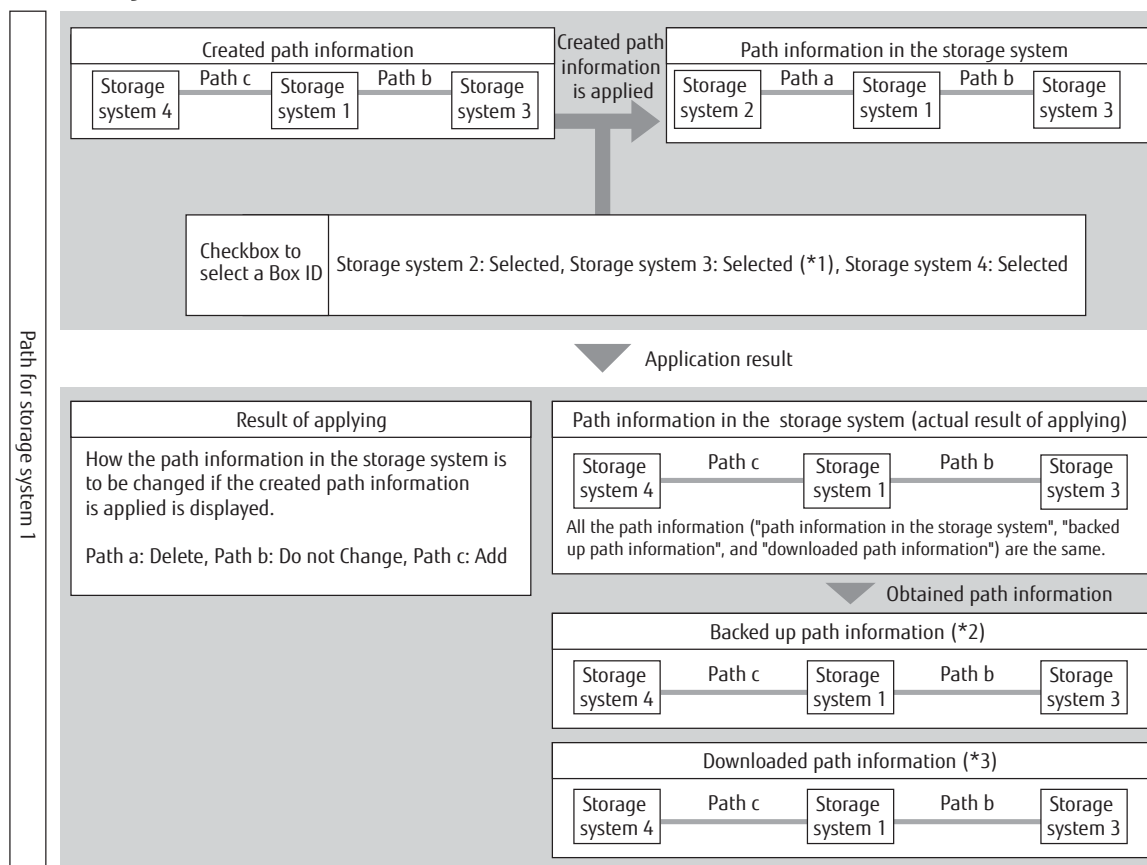 Path for storage system 1
Created path information
Storage
system 4
Path c
Storage
system 1
Path b
Storage
system 3
Created path
information
is applied
Path information in the storage system
Storage
system 2
Path a
Storage
system 1
Path b
Storage
system 3
Checkbox to
select a Box ID
Storage system 2: Selected, Storage system 3: Selected (*1), Storage system 4: Selected
Application result
Result of applying
How the path information in the storage system is
to be changed if the created path information
is applied is displayed.
Path a: Delete, Path b: Do not Change, Path c: Add
Path information in the storage system (actual result of applying)
Storage
system 4
Path c
Storage
system 1
Path b
Storage
system 3
All the path information ("path information in the storage system", "backed
up path information", and "downloaded path information") are the same.
Obtained path information
Backed up path information (*2)
Storage
system 4
Path c
Storage
system 1
Path b
Storage
system 3
Downloaded path information (*3)
Storage
system 4
Path c
Storage
system 1
Path b
Storage
system 3